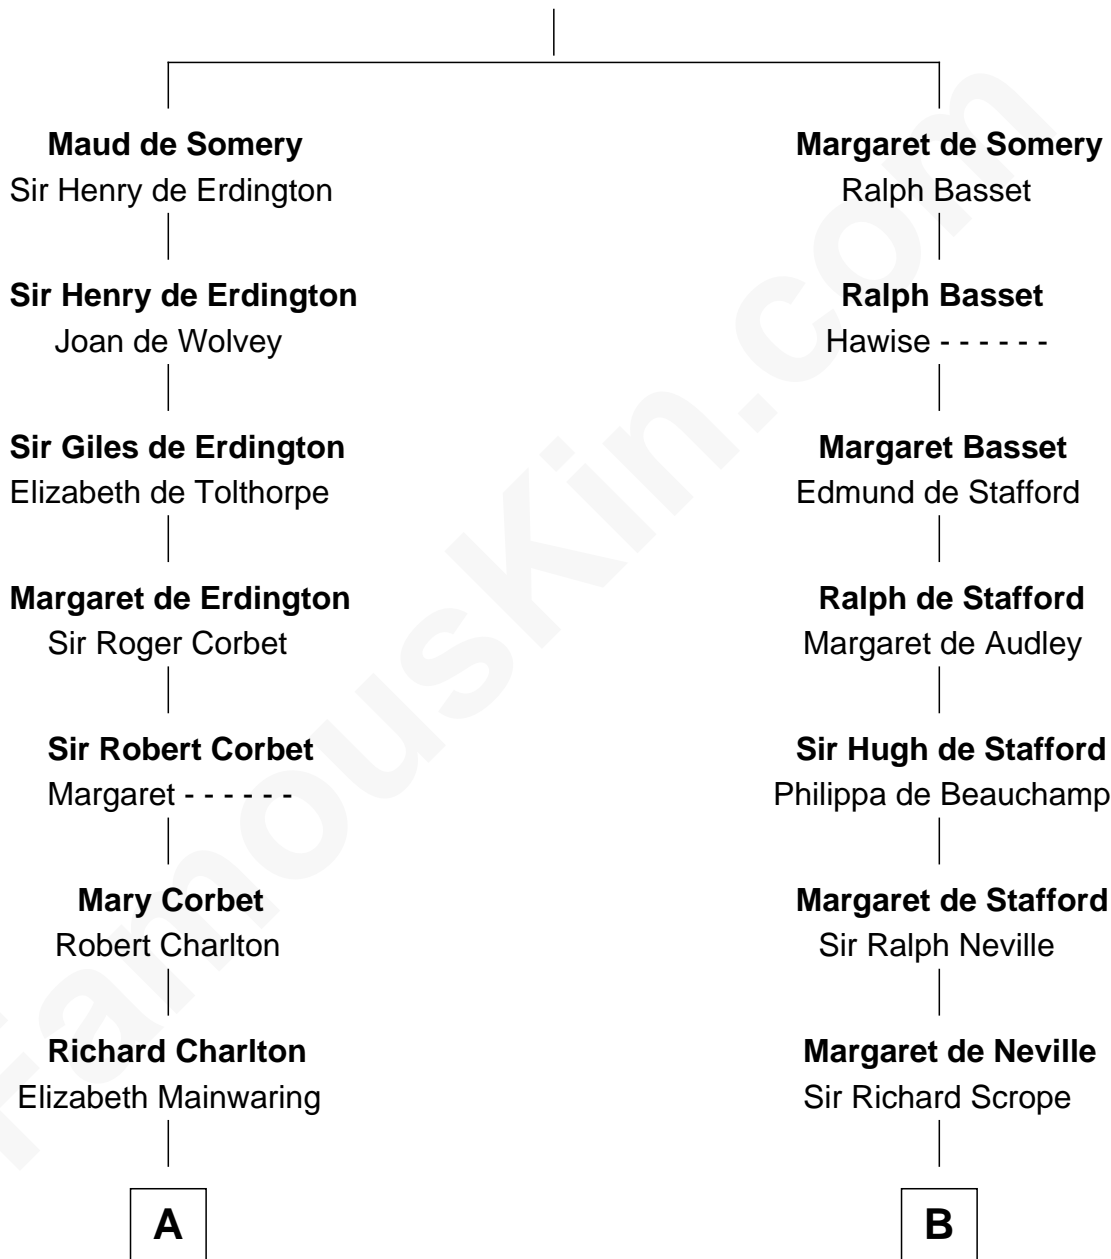 Maud de Somery
Sir Henry de Erdington
Sir Henry de Erdington
Joan de Wolvey
Sir Giles de Erdington
Elizabeth de Tolthorpe
Margaret de Erdington
Sir Roger Corbet
Sir Robert Corbet
Margaret - - - - - -
Mary Corbet
Robert Charlton
Richard Charlton
Elizabeth Mainwaring
A
Margaret de Somery
Ralph Basset
Ralph Basset
Hawise - - - - - -
Margaret Basset
Edmund de Stafford
Ralph de Stafford
Margaret de Audley
Sir Hugh de Stafford
Philippa de Beauchamp
Margaret de Stafford
Sir Ralph Neville
Margaret de Neville
Sir Richard Scrope
B
FamousKin.com